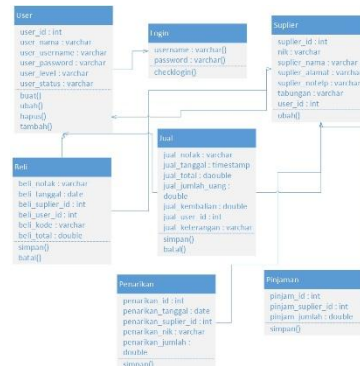 User
user_id : int
user_nama : varchar
user_username : varchar
user_password : varchar
user_level : varchar
user_status : varchar
buat()
ubah()
hapus()
tambah()
Login
username : varchar()
password : varchar()
checklogin()
Suplier
suplier_id : int
nik : varchar
suplier_nama : varchar
suplier_alamat : varchar
suplier_notelp : varchar
tabungan : varchar
user_id : int
ubah()
Jual
jual_nofak : varchar
jual_tanggal : timestamp
jual_total : daouble
jual_jumlah_uang :
double
jual_kembalian : daouble
jual_user_id : int
jual_keterangan : varchar
simpan()
batal()
Beli
beli_nofak : varchar
beli_tanggal : date
beli_suplier_id : int
beli_user_id : int
beli_kode : varchar
beli_total : double
simpan()
batal()
Penarikan
penarikan_id : int
penarikan_tanggal : date
penarikan_suplier_id : int
penarikan_nik : varchar
penarikan_jumlah :
double
simpan()
Pinjaman
pinjam_id : int
pinjam_suplier_id : int
pinjam_jumlah : double
simpan()